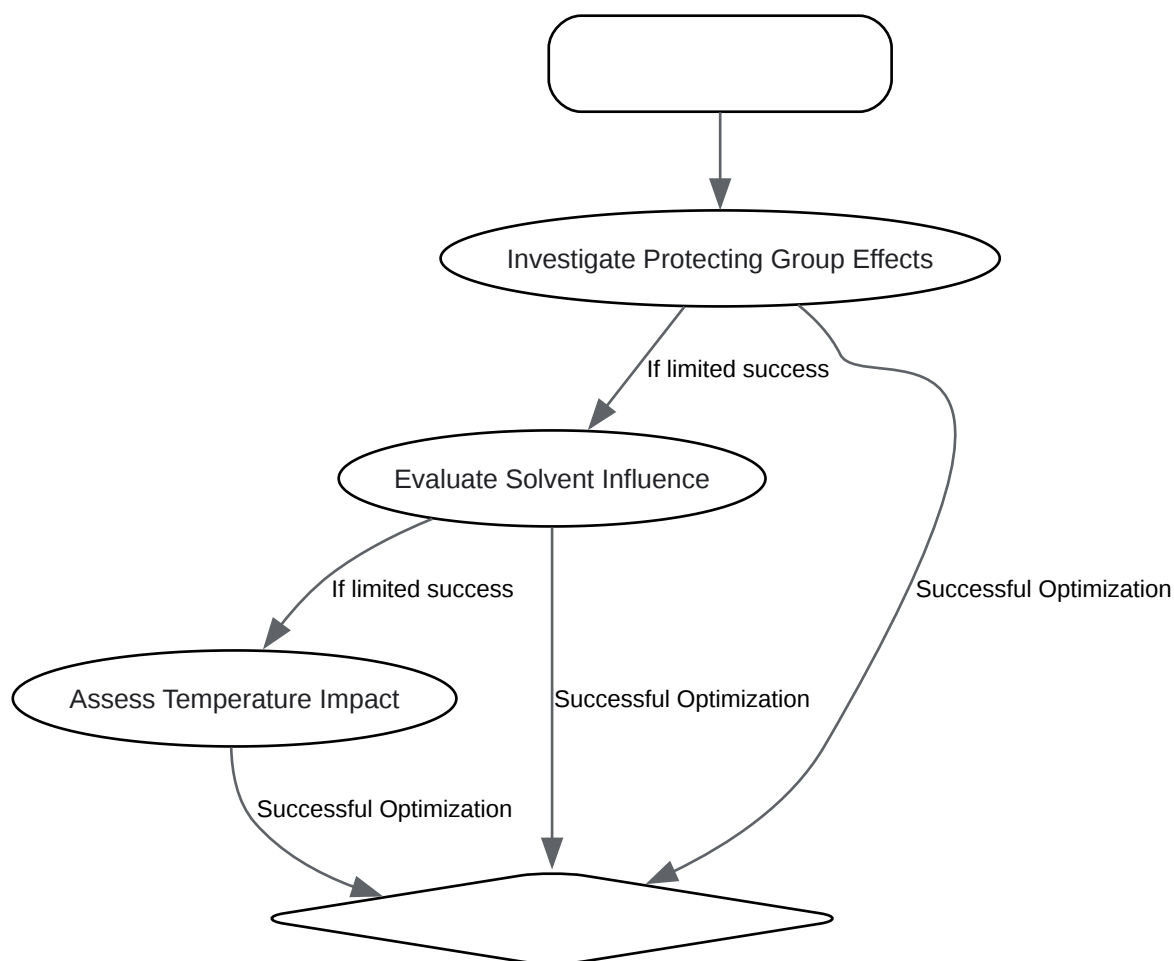 Investigate Protecting Group Effects
If limited success
Evaluate Solvent Influence
If limited success
Successful Optimization
Assess Temperature Impact
Successful Optimization
Successful Optimization